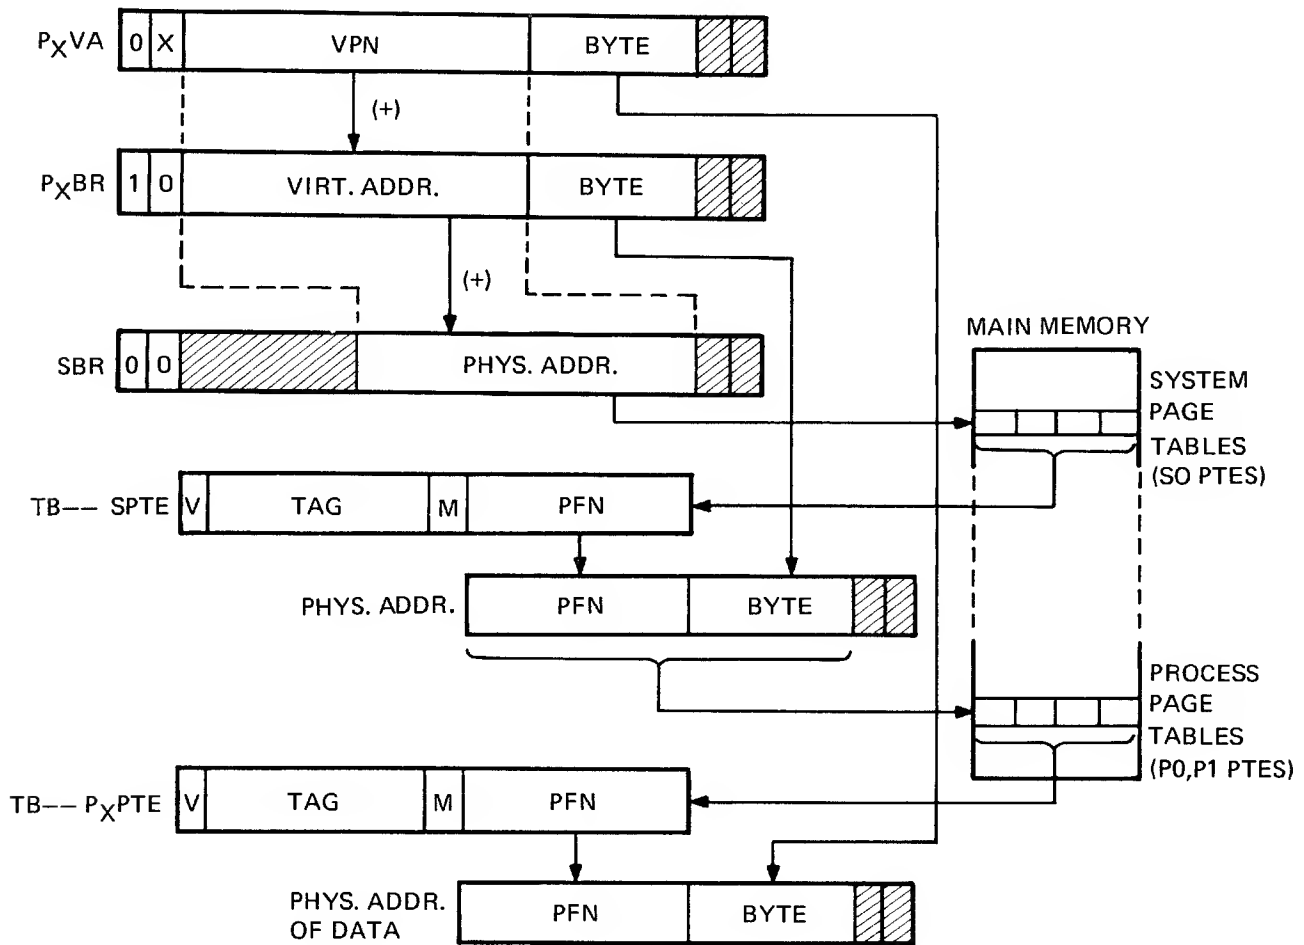 PXVA 0 X VPN BYTE
(+)
PXBR 1 0 VIRT. ADDR. BYTE
(+)
MAIN MEMORY
SBR 0 0 PHYS. ADDR.
SYSTEM
PAGE
TABLES
(SO PTES)
TB–– SPTE V TAG M PFN
PHYS. ADDR. PFN BYTE
PROCESS
PAGE
TABLES
(P0,P1 PTES)
TB–– PXPTE V TAG M PFN
PHYS. ADDR.
OF DATA
PFN BYTE